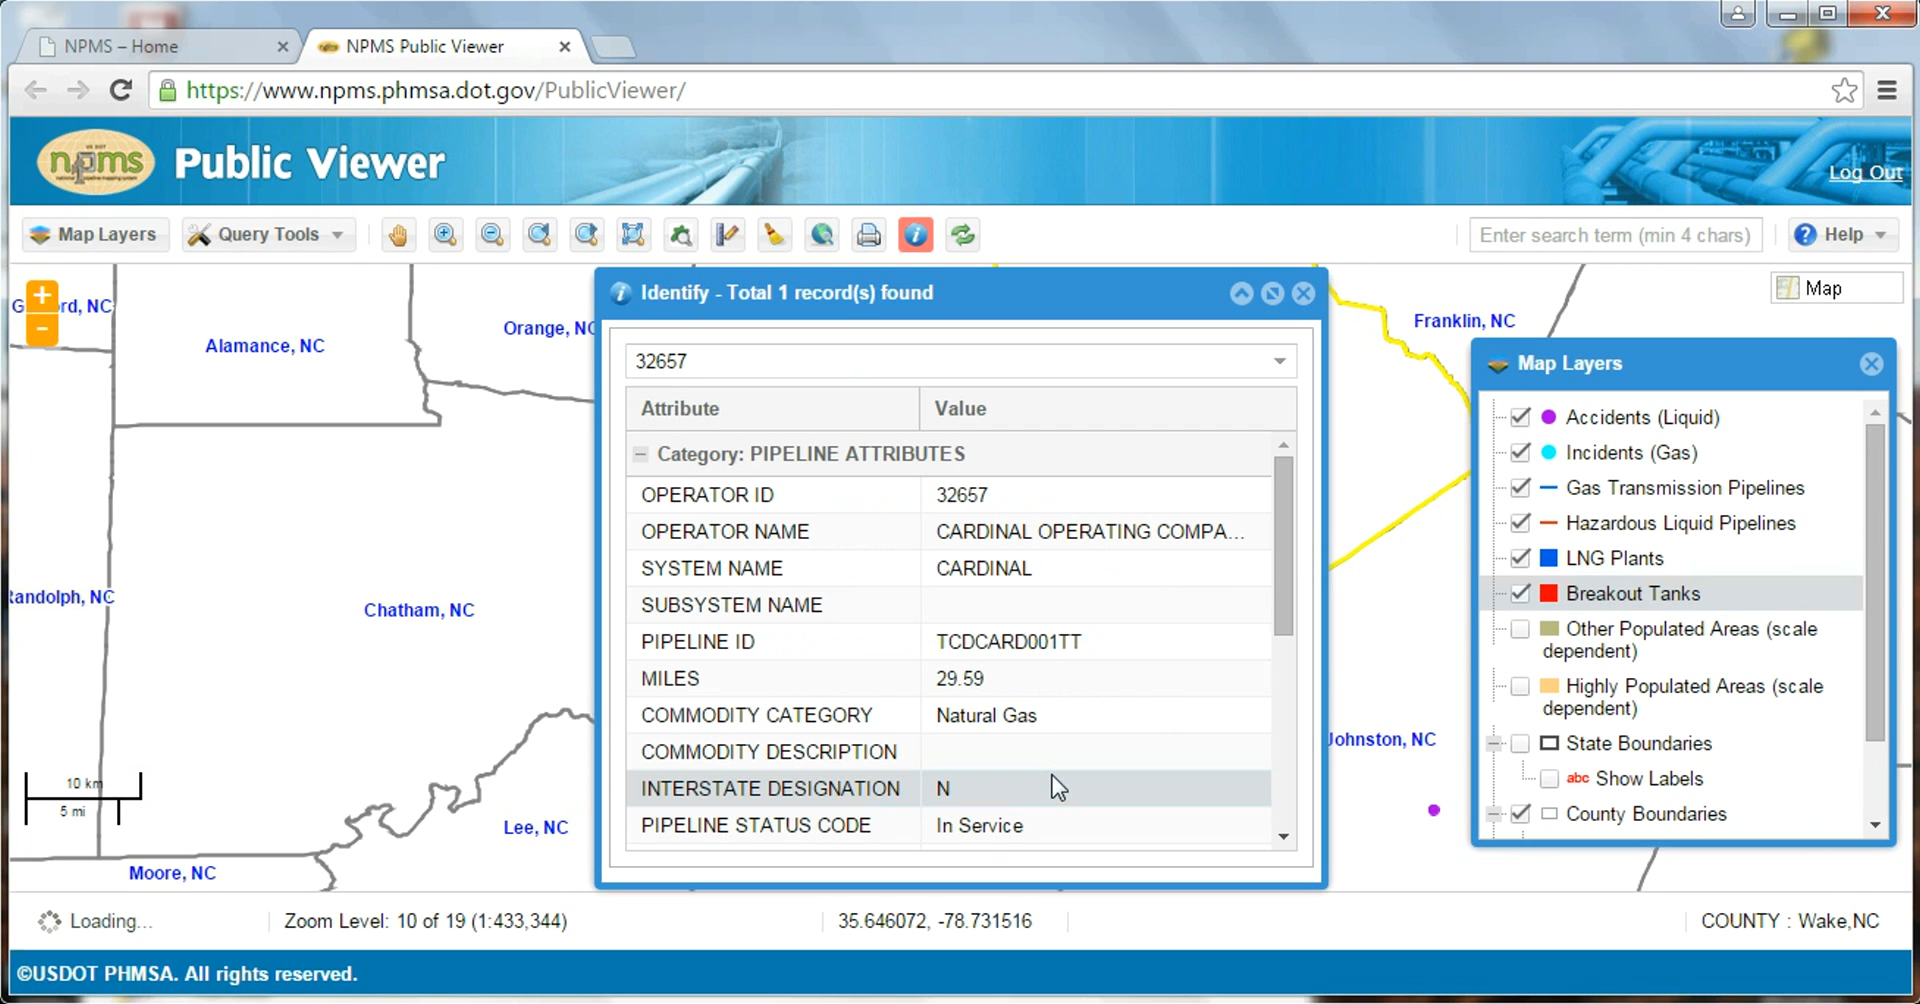 NPMS – Home
NPMS Public Viewer
https://www.npms.phmsa.dot.gov/PublicViewer/
npms
Public Viewer
Log Out
Map Layers
Query Tools
Enter search term (min 4 chars)
Help
+
-
rd, NC
Alamance, NC
Orange, NC
Franklin, NC
Map
Identify - Total 1 record(s) found
32657
Attribute Value
Category: PIPELINE ATTRIBUTES
OPERATOR ID 32657
OPERATOR NAME CARDINAL OPERATING COMPA...
SYSTEM NAME CARDINAL
SUBSYSTEM NAME
PIPELINE ID TCDCARD001TT
MILES 29.59
COMMODITY CATEGORY Natural Gas
COMMODITY DESCRIPTION
INTERSTATE DESIGNATION N
PIPELINE STATUS CODE In Service
Map Layers
Accidents (Liquid)
Incidents (Gas)
Gas Transmission Pipelines
Hazardous Liquid Pipelines
LNG Plants
Breakout Tanks
Other Populated Areas (scale
dependent)
Highly Populated Areas (scale
dependent)
State Boundaries
abc Show Labels
County Boundaries
Randolph, NC
Chatham, NC
Johnston, NC
10 km
5 mi
Lee, NC
Moore, NC
Loading...
Zoom Level: 10 of 19 (1:433,344)
35.646072, -78.731516
COUNTY : Wake,NC
©USDOT PHMSA. All rights reserved.